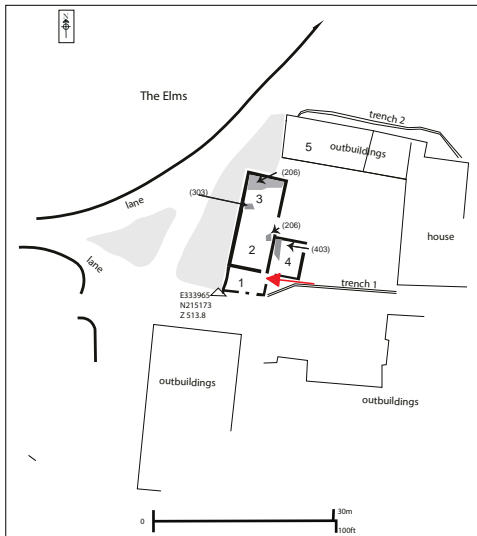 N
The Elms
trench 2
5
outbuildings
(206)
(303)
3
lane
(206)
(403)
house
lane
2
4
1
trench 1
E333965
N215173
Z 513.8
outbuildings
outbuildings
0
30m
100ft